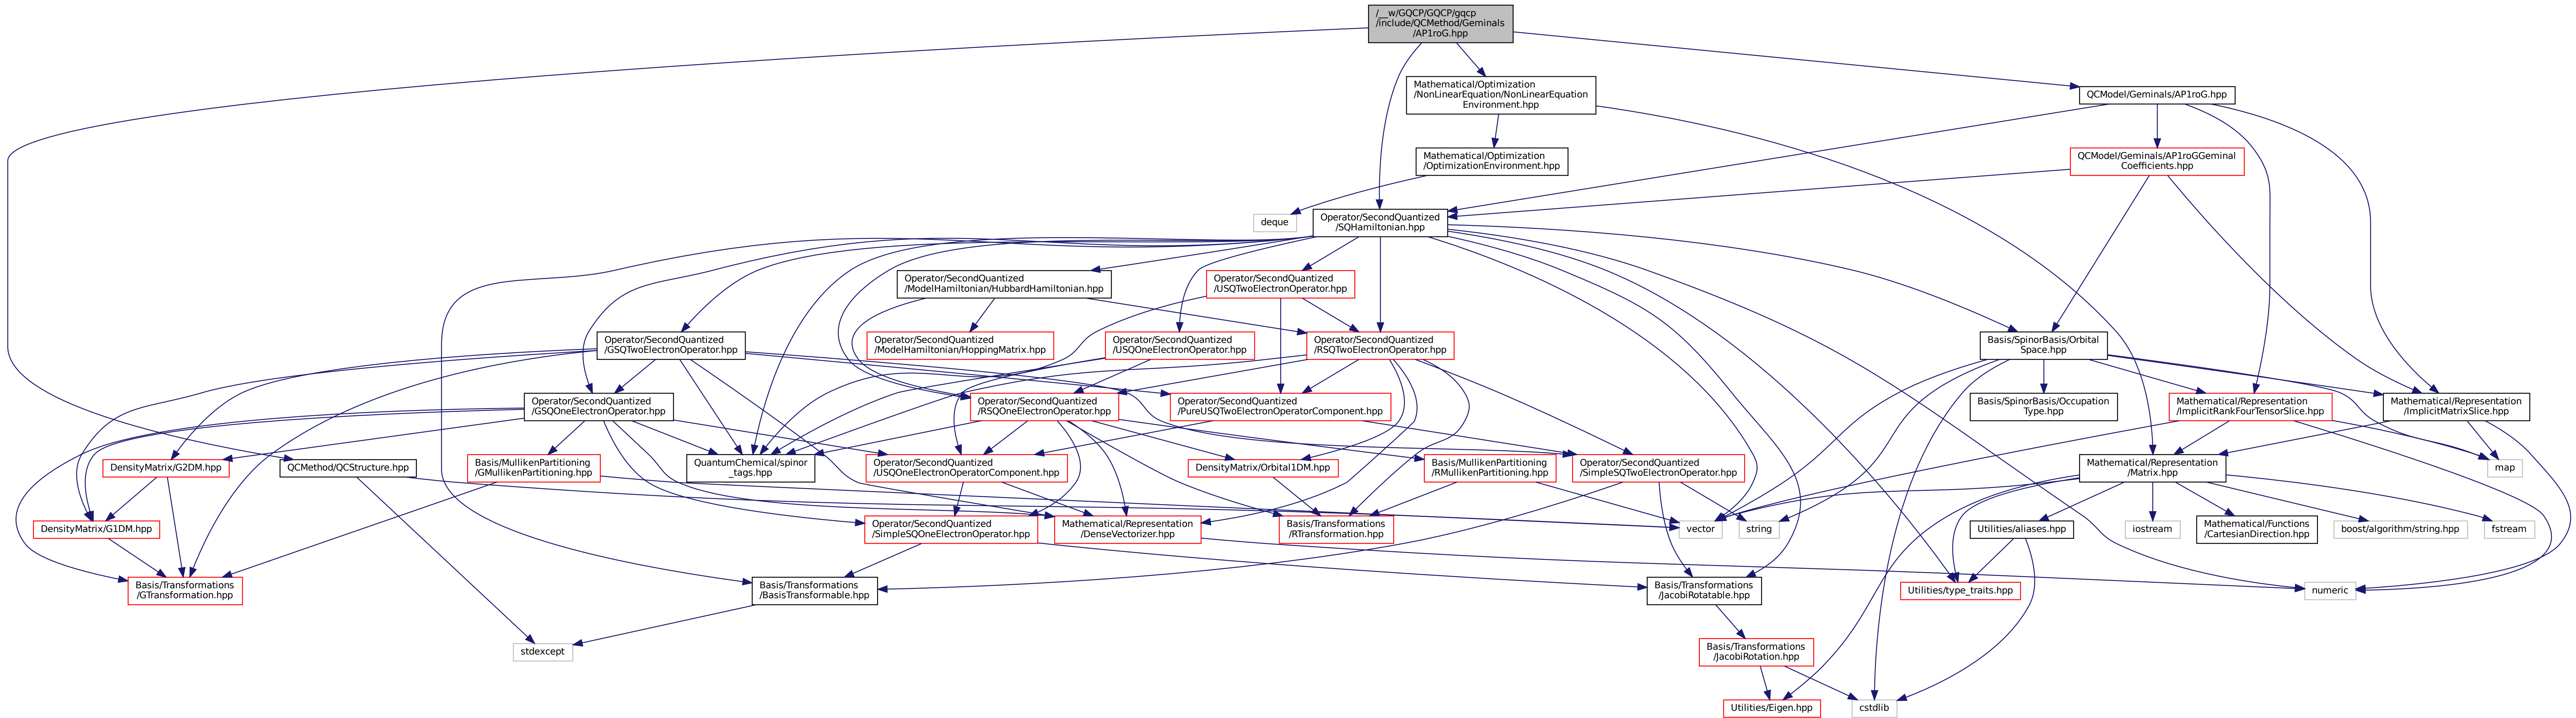 /__w/GQCP/GQCP/gqcp
/include/QCMethod/Geminals
/AP1roG.hpp
Mathematical/Optimization
/NonLinearEquation/NonLinearEquation
Environment.hpp
QCModel/Geminals/AP1roG.hpp
Mathematical/Optimization
/OptimizationEnvironment.hpp
QCModel/Geminals/AP1roGGeminal
Coefficients.hpp
deque
Operator/SecondQuantized
/SQHamiltonian.hpp
Operator/SecondQuantized
/ModelHamiltonian/HubbardHamiltonian.hpp
Operator/SecondQuantized
/USQTwoElectronOperator.hpp
Operator/SecondQuantized
/GSQTwoElectronOperator.hpp
Operator/SecondQuantized
/ModelHamiltonian/HoppingMatrix.hpp
Operator/SecondQuantized
/USQOneElectronOperator.hpp
Operator/SecondQuantized
/RSQTwoElectronOperator.hpp
Basis/SpinorBasis/Orbital
Space.hpp
Operator/SecondQuantized
/GSQOneElectronOperator.hpp
Operator/SecondQuantized
/RSQOneElectronOperator.hpp
Operator/SecondQuantized
/PureUSQTwoElectronOperatorComponent.hpp
Basis/SpinorBasis/Occupation
Type.hpp
Mathematical/Representation
/ImplicitRankFourTensorSlice.hpp
Mathematical/Representation
/ImplicitMatrixSlice.hpp
DensityMatrix/G2DM.hpp
QCMethod/QCStructure.hpp
Basis/MullikenPartitioning
/GMullikenPartitioning.hpp
QuantumChemical/spinor
_tags.hpp
Operator/SecondQuantized
/USQOneElectronOperatorComponent.hpp
DensityMatrix/Orbital1DM.hpp
Basis/MullikenPartitioning
/RMullikenPartitioning.hpp
Operator/SecondQuantized
/SimpleSQTwoElectronOperator.hpp
Mathematical/Representation
/Matrix.hpp
map
DensityMatrix/G1DM.hpp
Operator/SecondQuantized
/SimpleSQOneElectronOperator.hpp
Mathematical/Representation
/DenseVectorizer.hpp
Basis/Transformations
/RTransformation.hpp
vector
string
Utilities/aliases.hpp
iostream
Mathematical/Functions
/CartesianDirection.hpp
boost/algorithm/string.hpp
fstream
Basis/Transformations
/GTransformation.hpp
Basis/Transformations
/BasisTransformable.hpp
Basis/Transformations
/JacobiRotatable.hpp
Utilities/type_traits.hpp
numeric
stdexcept
Basis/Transformations
/JacobiRotation.hpp
Utilities/Eigen.hpp
cstdlib